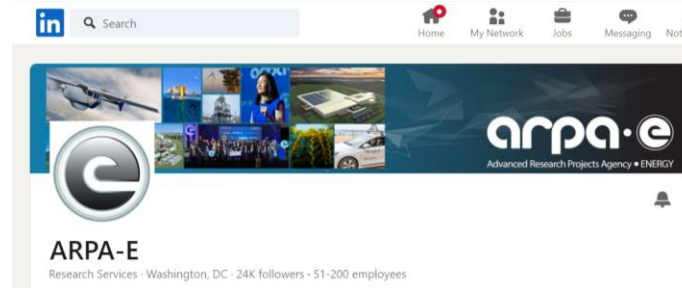 in
Search
Home
My Network
Jobs
Messaging
Not
arpa·e
Advanced Research Projects Agency • ENERGY
ARPA-E
Research Services · Washington, DC · 24K followers · 51-200 employees